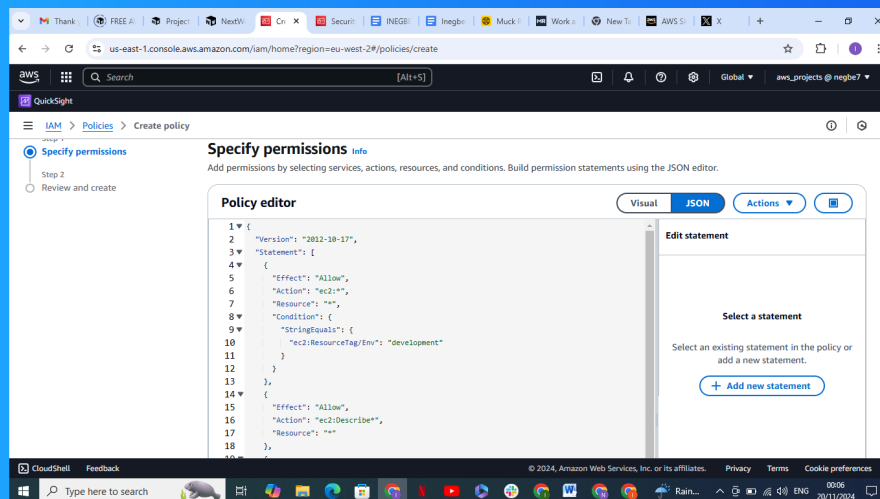 Thank y
FREE A
Project
NextW
Cr
Securit
INEGB
Inegbe
Muck R
Work a
New Ta
AWS S
X
us-east-1.console.aws.amazon.com/iam/home?region=eu-west-2#/policies/create
aws
Search
[Alt+S]
Global
aws_projects @ negbe7
QuickSight
IAM > Policies > Create policy
Step 1
Specify permissions
Step 2
Review and create
Specify permissions Info
Add permissions by selecting services, actions, resources, and conditions. Build permission statements using the JSON editor.
Policy editor
Visual
JSON
Actions
1 {
2 "Version": "2012-10-17",
3 "Statement": [
4 {
5 "Effect": "Allow",
6 "Action": "ec2:*",
7 "Resource": "*",
8 "Condition": {
9 "StringEquals": {
10 "ec2:ResourceTag/Env": "development"
11 }
12 }
13 },
14 {
15 "Effect": "Allow",
16 "Action": "ec2:Describe*",
17 "Resource": "*"
18 },
19 {
Edit statement
Select a statement
Select an existing statement in the policy or
add a new statement.
+ Add new statement
CloudShell
Feedback
© 2024, Amazon Web Services, Inc. or its affiliates.
Privacy
Terms
Cookie preferences
Type here to search
Rain...
ENG
00:06
20/11/2024